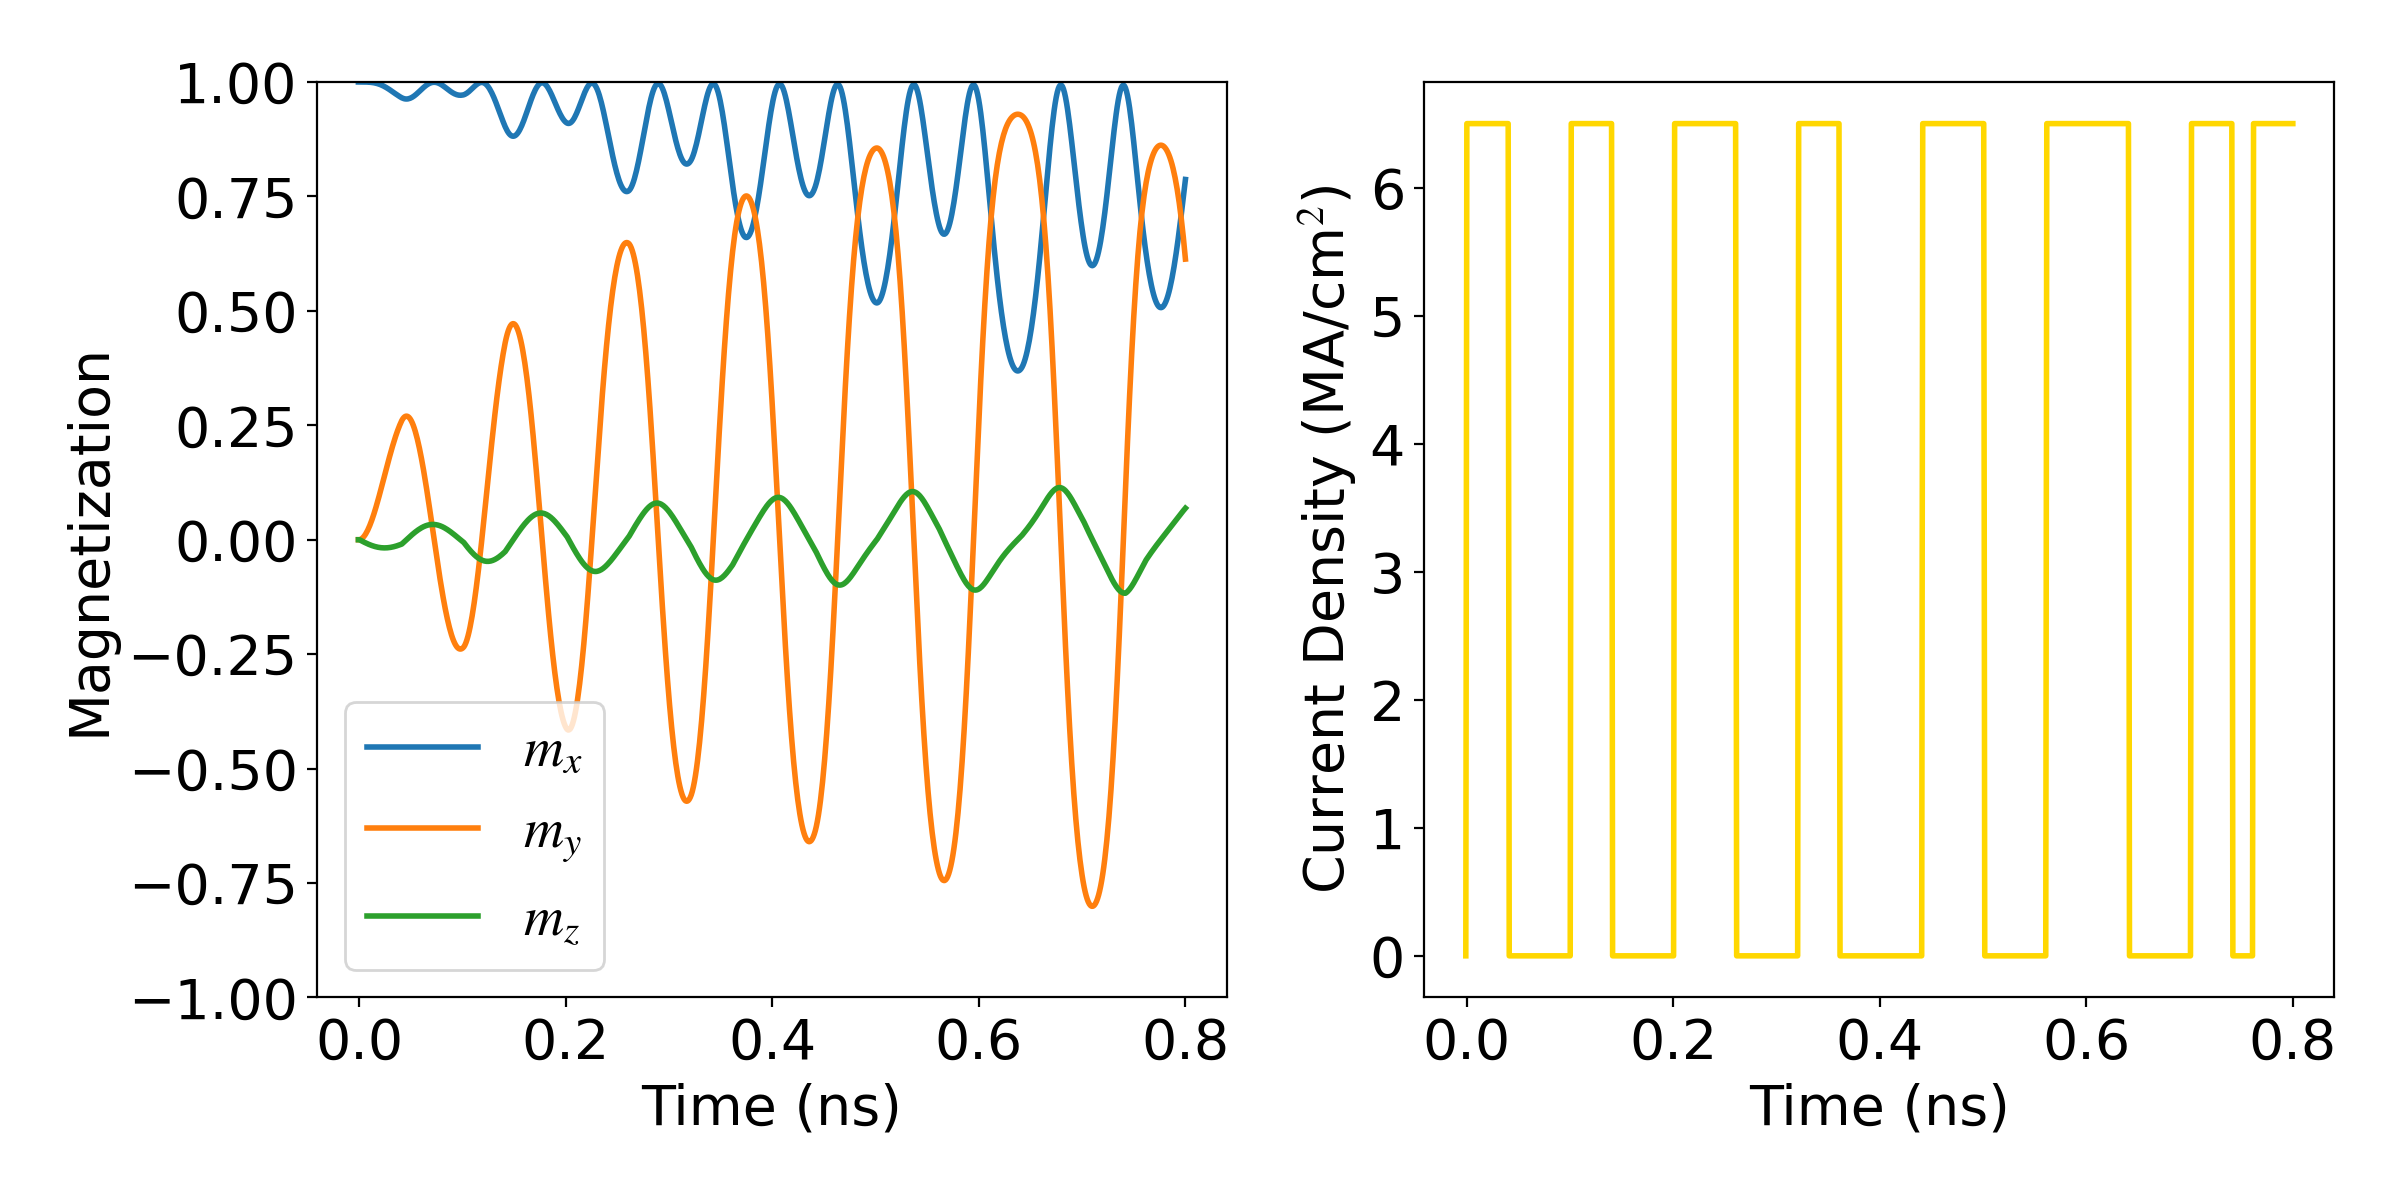 1.00
0.75
0.50
0.25
0.00
−0.25
−0.50
−0.75
−1.00
Magnetization
m_x
m_y
m_z
0.0 0.2 0.4 0.6 0.8
Time (ns)
6
5
4
3
2
1
0
Current Density (MA/cm²)
0.0 0.2 0.4 0.6 0.8
Time (ns)